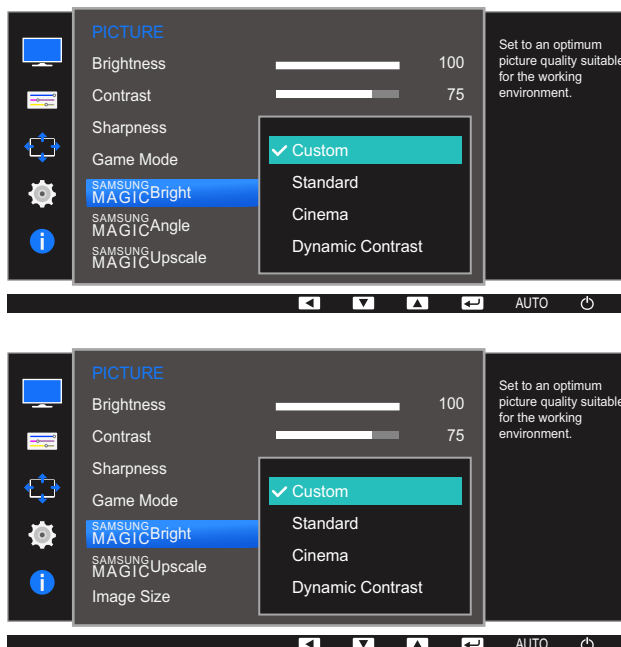 PICTURE
Brightness 100
Contrast 75
Sharpness
Game Mode
SAMSUNG
MAGICBright
SAMSUNG
MAGICAngle
SAMSUNG
MAGICUpscale
Custom
Standard
Cinema
Dynamic Contrast
Set to an optimum
picture quality suitable
for the working
environment.
AUTO
PICTURE
Brightness 100
Contrast 75
Sharpness
Game Mode
SAMSUNG
MAGICBright
SAMSUNG
MAGICUpscale
Image Size
Custom
Standard
Cinema
Dynamic Contrast
Set to an optimum
picture quality suitable
for the working
environment.
AUTO